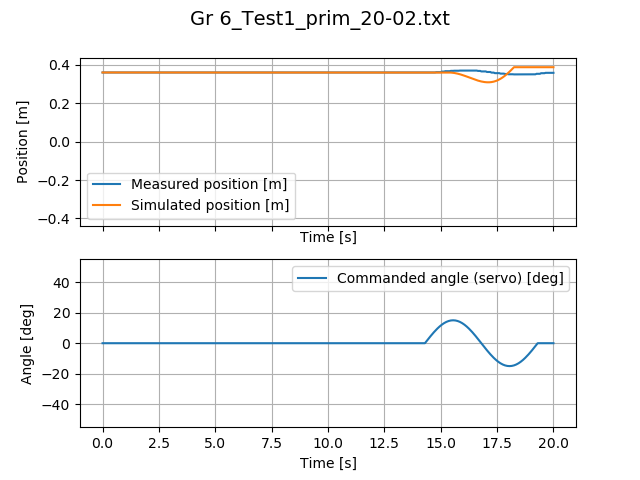 Gr 6_Test1_prim_20-02.txt
0.4
0.2
0.0
−0.2
−0.4
Position [m]
Measured position [m]
Simulated position [m]
Time [s]
40
20
0
−20
−40
Angle [deg]
Commanded angle (servo) [deg]
0.0 2.5 5.0 7.5 10.0 12.5 15.0 17.5 20.0
Time [s]